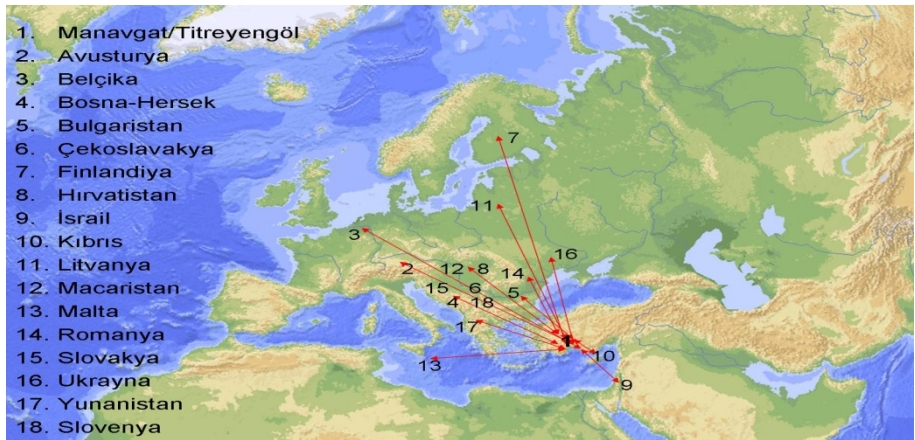 1. Manavgat/Titreyengöl
2. Avusturya
3. Belçika
4. Bosna-Hersek
5. Bulgaristan
6. Çekoslavakya
7. Finlandiya
8. Hırvatistan
9. İsrail
10. Kıbrıs
11. Litvanya
12. Macaristan
13. Malta
14. Romanya
15. Slovakya
16. Ukrayna
17. Yunanistan
18. Slovenya
7
11
3
16
2
12 8
14
15 6
4 18 5
17
1
10
13
9